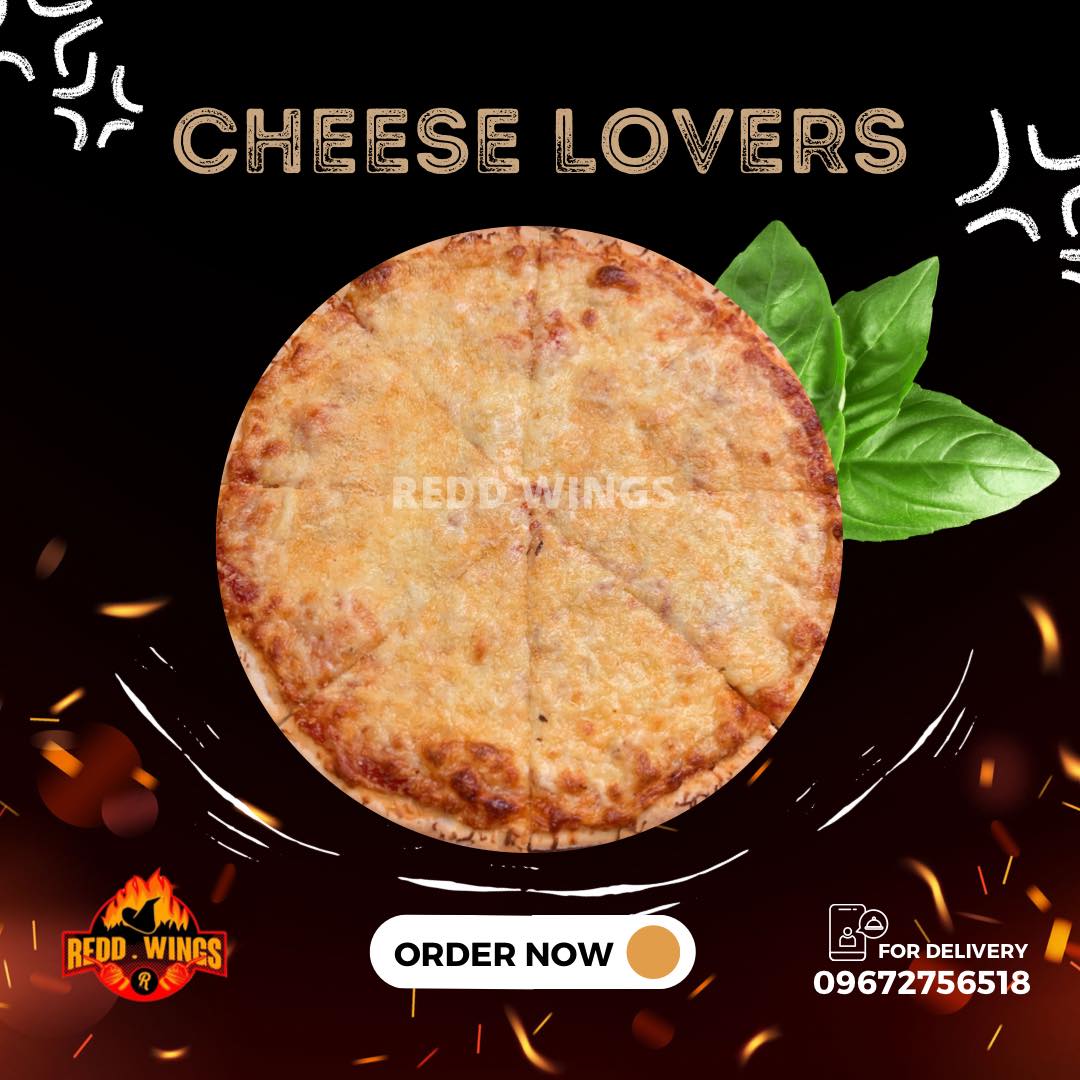 CHEESE LOVERS
REDD WINGS
REDD . WINGS
R
ORDER NOW
FOR DELIVERY
09672756518